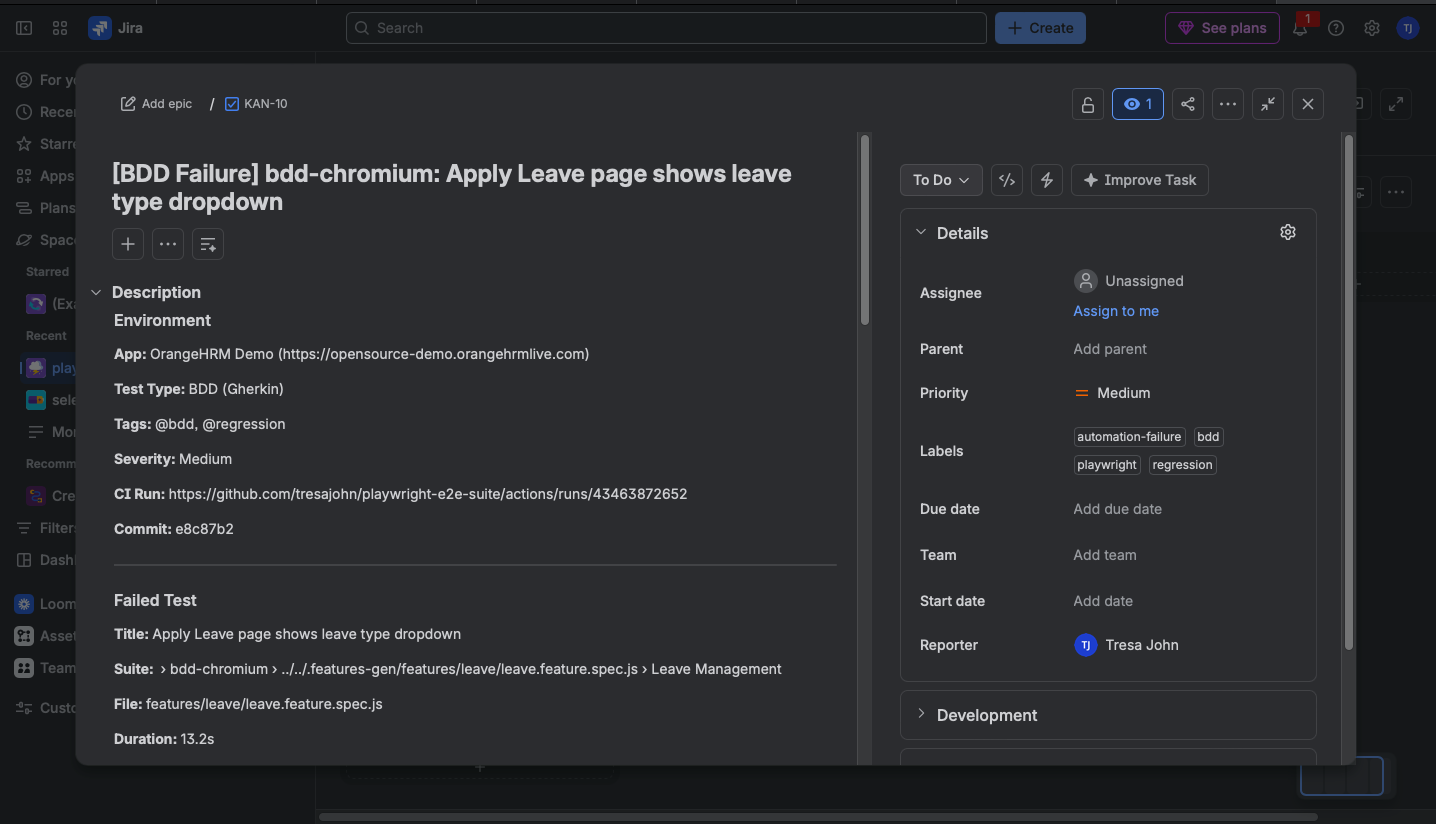 Jira
Search
Create
See plans
1
TJ
For y
Recen
Starre
Apps
Plans
Spac
Starred
(Exa
Recent
play
sele
Mor
Recomm
Cre
Filters
Dashl
Loom
Asset
Team
Custo
Add epic / KAN-10
1
[BDD Failure] bdd-chromium: Apply Leave page shows leave
type dropdown
Description
Environment
App: OrangeHRM Demo (https://opensource-demo.orangehrmlive.com)
Test Type: BDD (Gherkin)
Tags: @bdd, @regression
Severity: Medium
CI Run: https://github.com/tresajohn/playwright-e2e-suite/actions/runs/43463872652
Commit: e8c87b2
Failed Test
Title: Apply Leave page shows leave type dropdown
Suite: › bdd-chromium › ../../.features-gen/features/leave/leave.feature.spec.js › Leave Management
File: features/leave/leave.feature.spec.js
Duration: 13.2s
To Do
Improve Task
Details
Assignee
Unassigned
Assign to me
Parent
Add parent
Priority
Medium
Labels
automation-failure bdd
playwright regression
Due date
Add due date
Team
Add team
Start date
Add date
Reporter
TJ Tresa John
Development